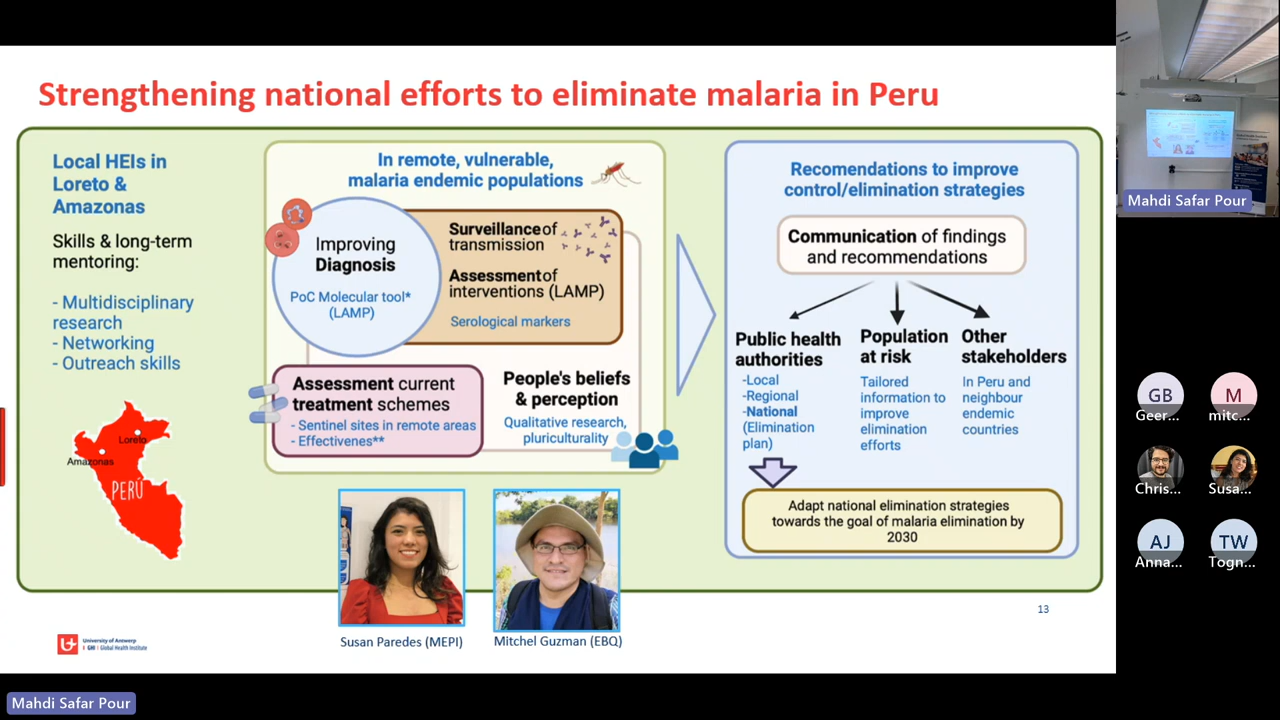 Strengthening national efforts to eliminate malaria in Peru
Local HEIs in
Loreto &
Amazonas
Skills & long-term
mentoring:
- Multidisciplinary
research
- Networking
- Outreach skills
Loreto
Amazonas
PERÚ
In remote, vulnerable,
malaria endemic populations
Improving
Diagnosis
PoC Molecular tool*
(LAMP)
Surveillance of
transmission
Assessment of
interventions (LAMP)
Serological markers
Assessment current
treatment schemes
- Sentinel sites in remote areas
- Effectivenes**
People's beliefs
& perception
Qualitative research,
pluriculturality
Recomendations to improve
control/elimination strategies
Communication of findings
and recommendations
Public health
authorities
-Local
-Regional
-National
(Elimination
plan)
Population
at risk
Tailored
information to
improve
elimination
efforts
Other
stakeholders
In Peru and
neighbour
endemic
countries
Adapt national elimination strategies
towards the goal of malaria elimination by
2030
Susan Paredes (MEPI)
Mitchel Guzman (EBQ)
13
University of Antwerp
GHI | Global Health Institute
Mahdi Safar Pour
Mahdi Safar Pour
GB
Geer...
M
mitc...
Chris...
Susa...
AJ
Anna...
TW
Togn...